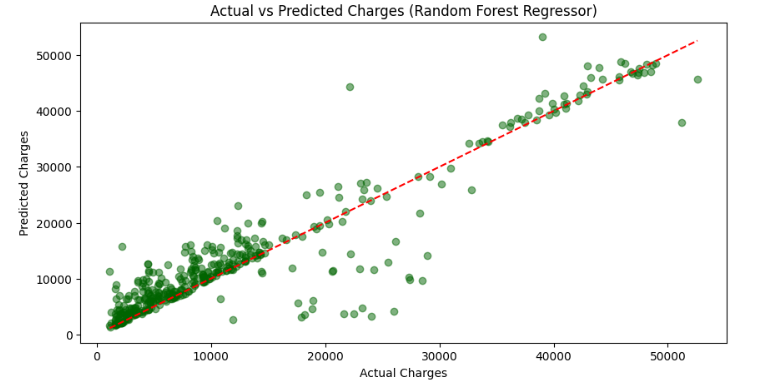 Actual vs Predicted Charges (Random Forest Regressor)
50000
40000
30000
20000
10000
0
Predicted Charges
0 10000 20000 30000 40000 50000
Actual Charges